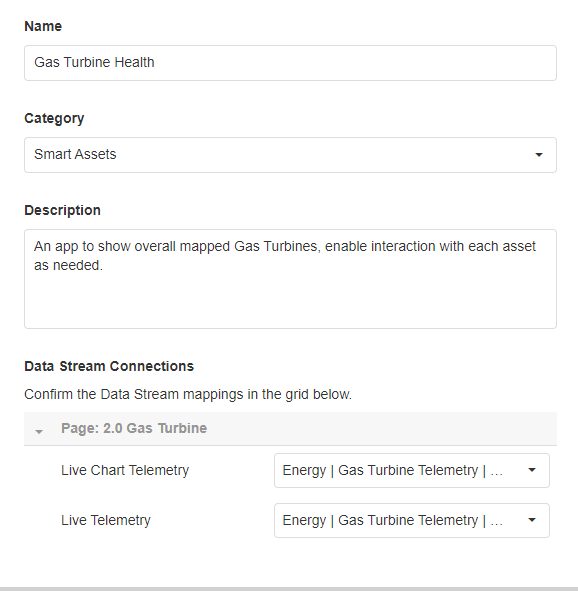 Name
Gas Turbine Health
Category
Smart Assets
Description
An app to show overall mapped Gas Turbines, enable interaction with each asset
as needed.
Data Stream Connections
Confirm the Data Stream mappings in the grid below.
Page: 2.0 Gas Turbine
Live Chart Telemetry
Energy | Gas Turbine Telemetry | ...
Live Telemetry
Energy | Gas Turbine Telemetry | ...